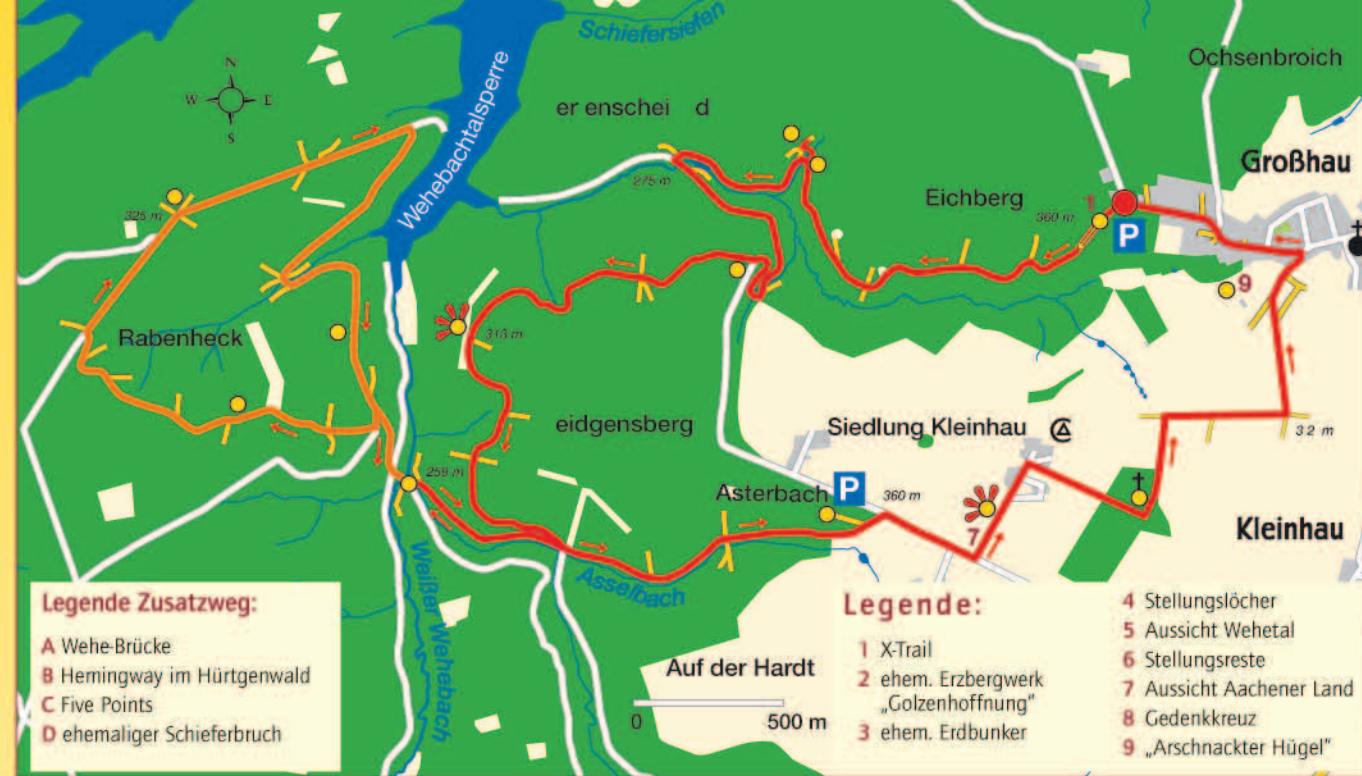 Schiefersiefen
Ochsenbroich
N
W E
S
er enschei d
Wehebachtalsperre
Großhau
275 m
Eichberg
1
360 m
P
325 m
9
Rabenheck
313 m
eidgensberg
Siedlung Kleinhau
32 m
259 m
Asterbach P 360 m
7
Kleinhau
Weißer Wehebach
Asselbach
Auf der Hardt
0 500 m
Legende Zusatzweg:
A Wehe-Brücke
B Hemingway im Hürtgenwald
C Five Points
D ehemaliger Schieferbruch
Legende:
1 X-Trail
2 ehem. Erzbergwerk
„Golzenhoffnung"
3 ehem. Erdbunker
4 Stellungslöcher
5 Aussicht Wehetal
6 Stellungsreste
7 Aussicht Aachener Land
8 Gedenkkreuz
9 „Arschnackter Hügel"